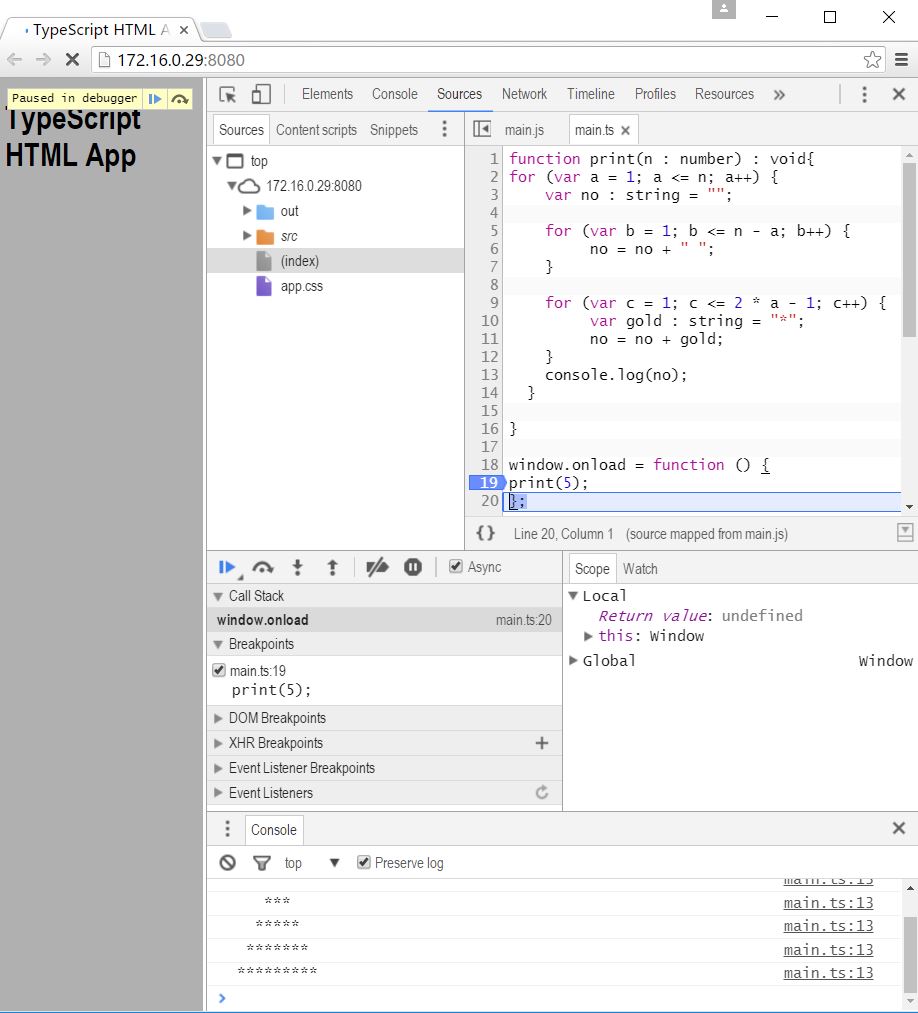 TypeScript HTML A
172.16.0.29:8080
Paused in debugger
TypeScript
HTML App
Elements Console Sources Network Timeline Profiles Resources »
Sources Content scripts Snippets
top
172.16.0.29:8080
out
src
(index)
app.css
main.js main.ts
1 function print(n : number) : void{
2 for (var a = 1; a <= n; a++) {
3 var no : string = "";
4
5 for (var b = 1; b <= n - a; b++) {
6 no = no + " ";
7 }
8
9 for (var c = 1; c <= 2 * a - 1; c++) {
10 var gold : string = "*";
11 no = no + gold;
12 }
13 console.log(no);
14 }
15
16 }
17
18 window.onload = function () {
19 print(5);
20 };
{} Line 20, Column 1 (source mapped from main.js)
Async
Call Stack
window.onload main.ts:20
Breakpoints
main.ts:19
print(5);
DOM Breakpoints
XHR Breakpoints
Event Listener Breakpoints
Event Listeners
Scope Watch
Local
Return value: undefined
this: Window
Global Window
Console
top Preserve log
main.ts:13
*** main.ts:13
***** main.ts:13
******* main.ts:13
********* main.ts:13